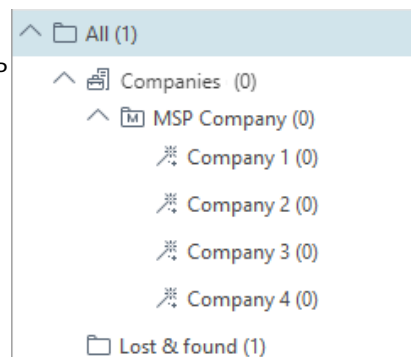 All (1)
P
Companies (0)
M MSP Company (0)
Company 1 (0)
Company 2 (0)
Company 3 (0)
Company 4 (0)
Lost & found (1)